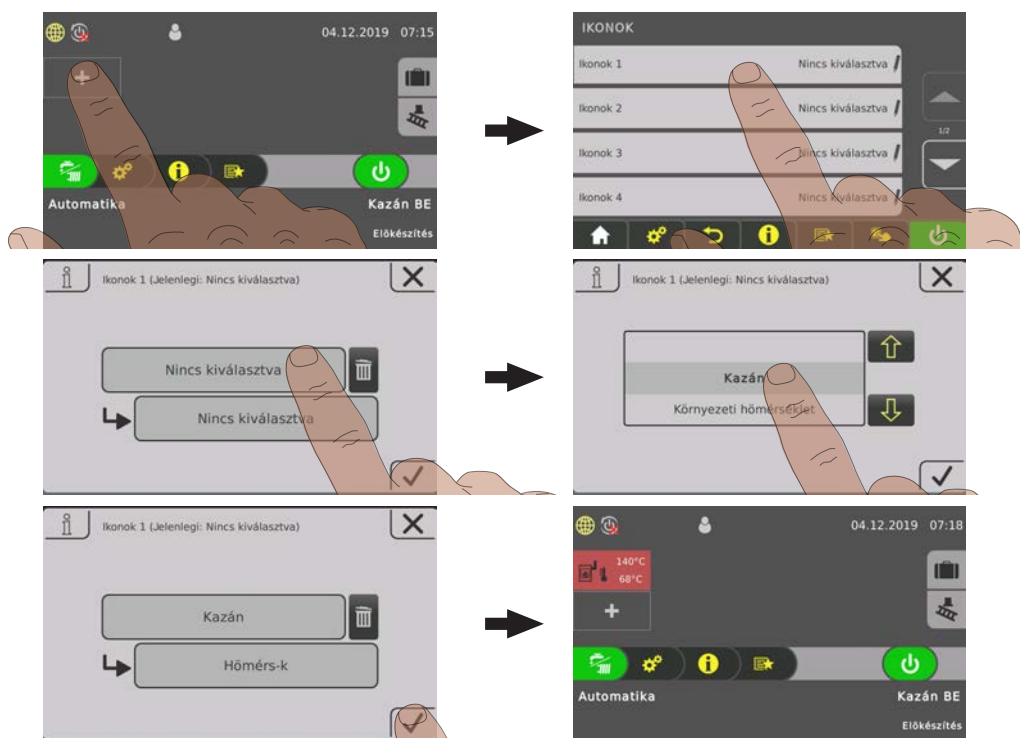 04.12.2019 07:15
+
Automatika
Kazán BE
Előkészítés
IKONOK
Ikonok 1 Nincs kiválasztva
Ikonok 2 Nincs kiválasztva
1/2
Ikonok 3 Nincs kiválasztva
Ikonok 4 Nincs kiválasztva
Ikonok 1 (Jelenlegi: Nincs kiválasztva)
Nincs kiválasztva
Nincs kiválasztva
Ikonok 1 (Jelenlegi: Nincs kiválasztva)
Kazán
Környezeti hőmérséklet
Ikonok 1 (Jelenlegi: Nincs kiválasztva)
Kazán
Hőmérs-k
04.12.2019 07:18
140°C
68°C
+
Automatika
Kazán BE
Előkészítés